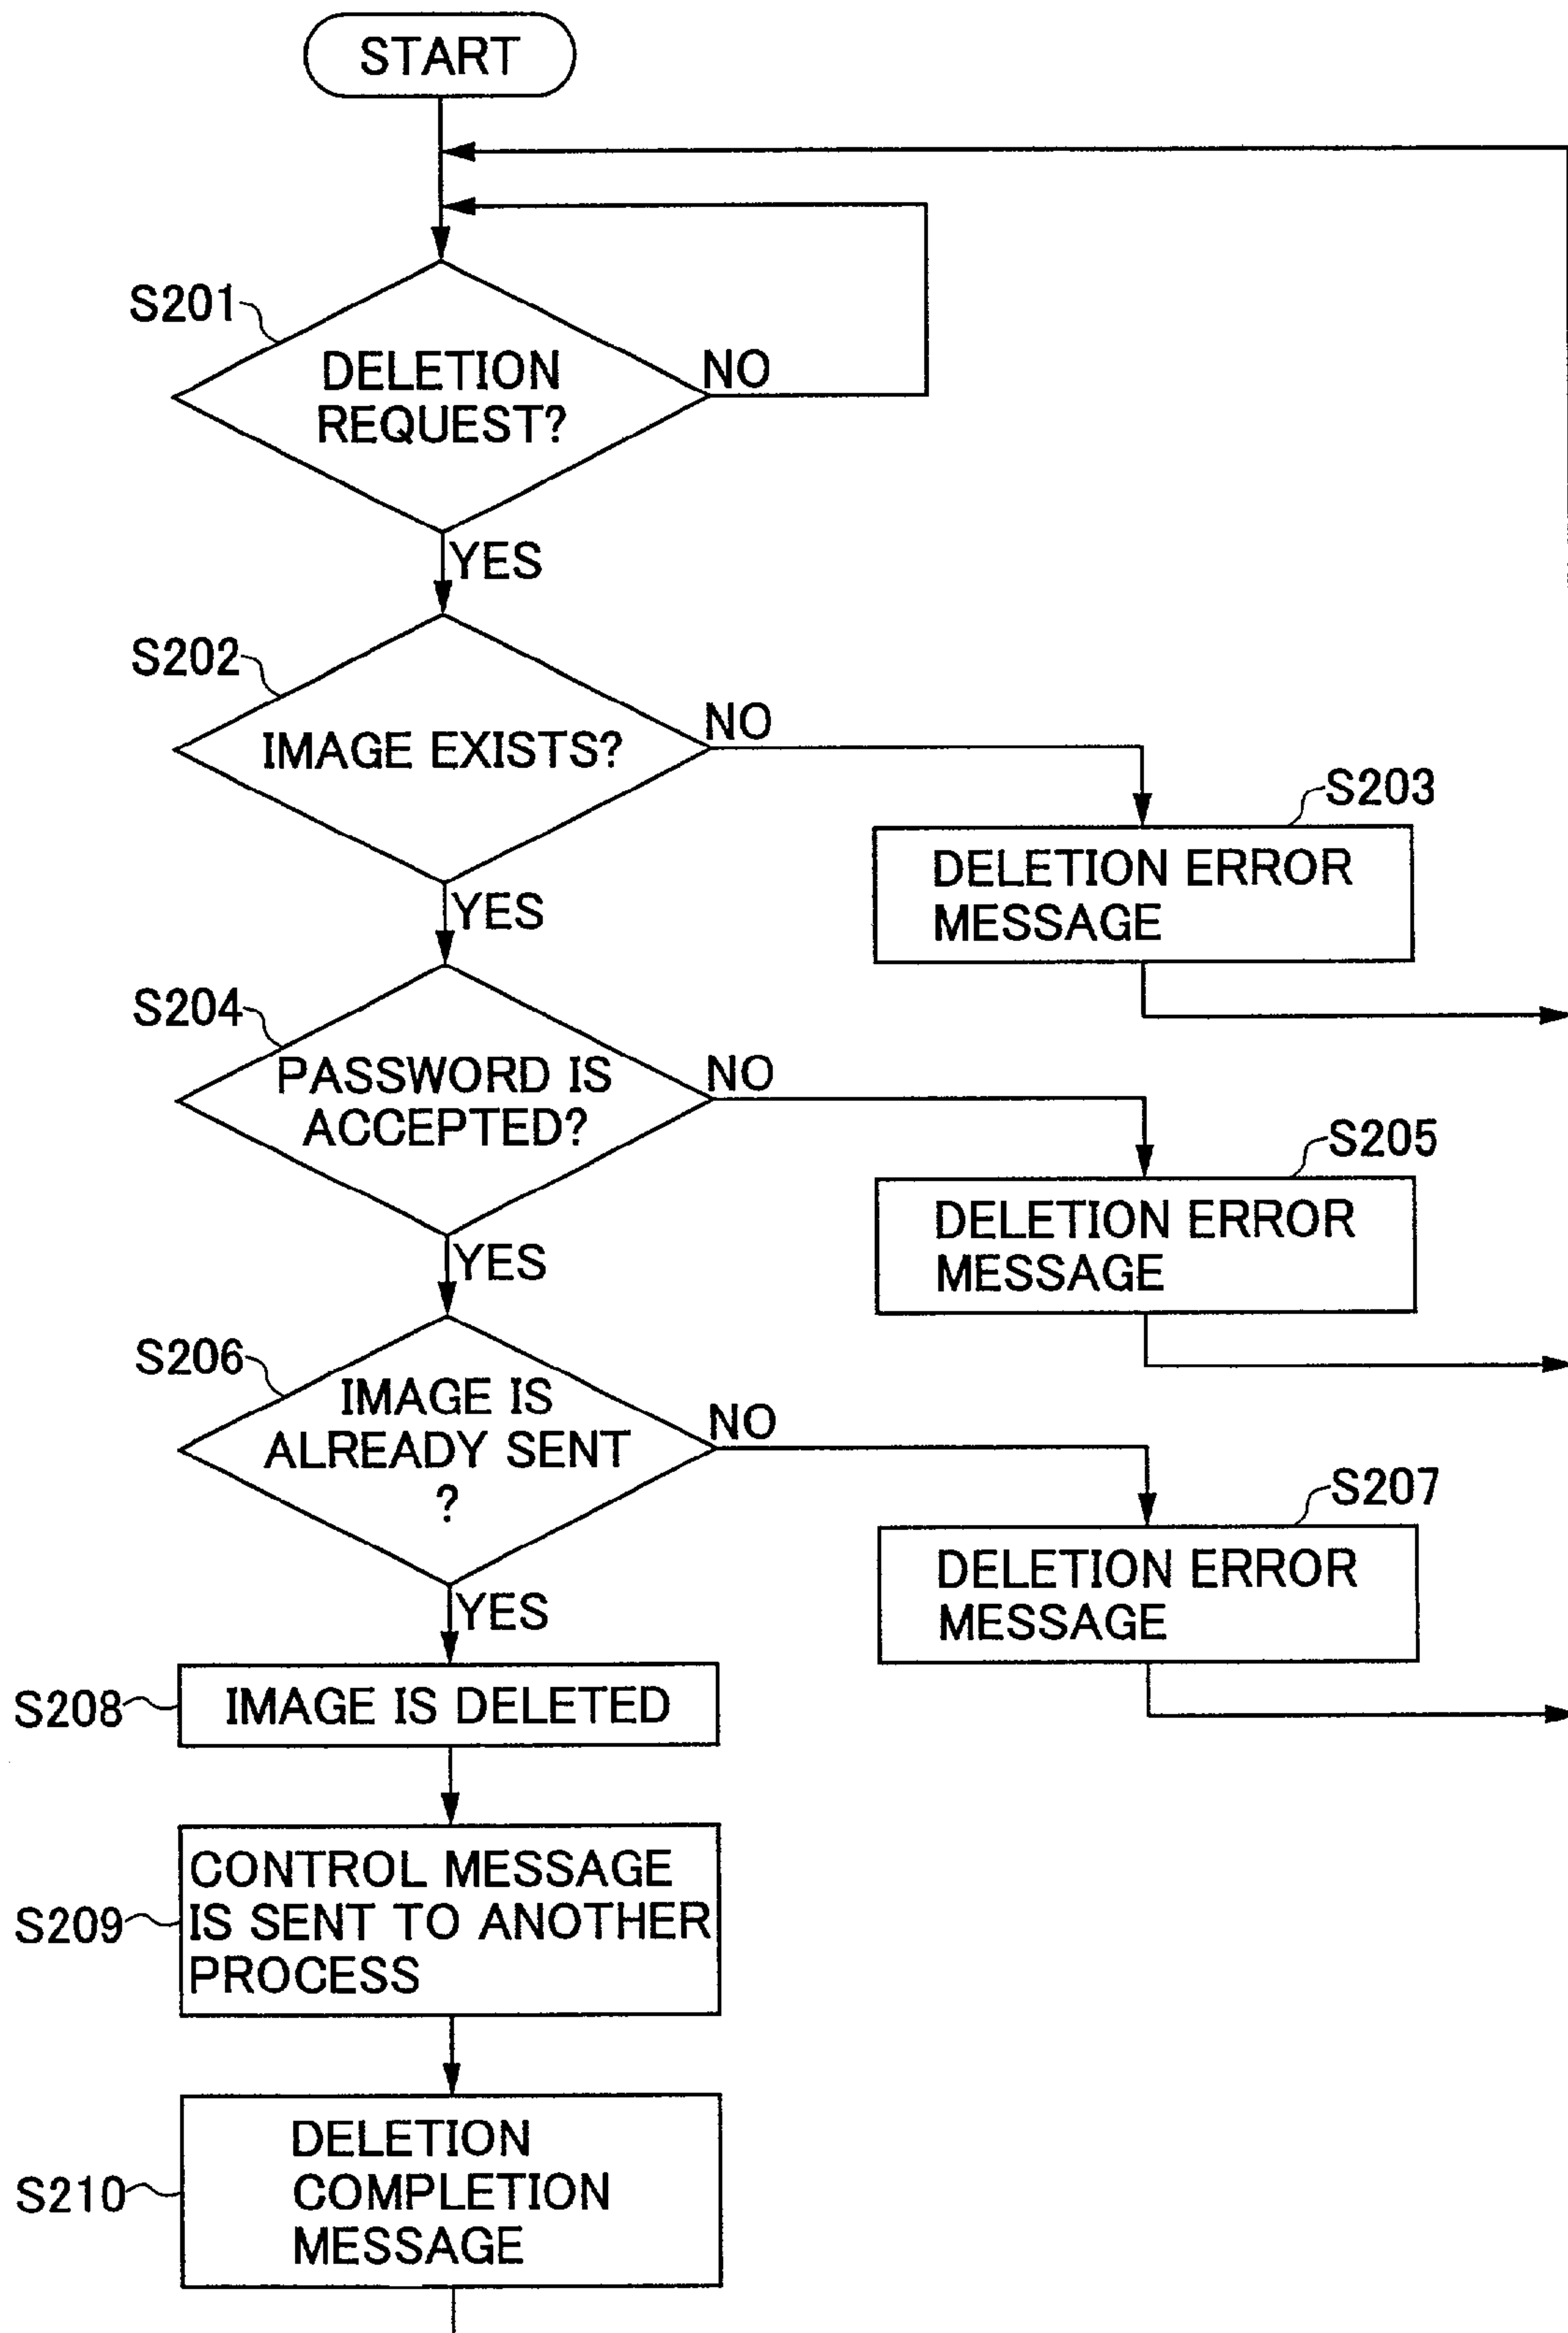 START
S201
DELETION
REQUEST?
NO
YES
S202
IMAGE EXISTS?
NO
S203
DELETION ERROR
MESSAGE
YES
S204
PASSWORD IS
ACCEPTED?
NO
S205
DELETION ERROR
MESSAGE
YES
S206
IMAGE IS
ALREADY SENT
?
NO
S207
DELETION ERROR
MESSAGE
YES
S208
IMAGE IS DELETED
S209
CONTROL MESSAGE
IS SENT TO ANOTHER
PROCESS
S210
DELETION
COMPLETION
MESSAGE